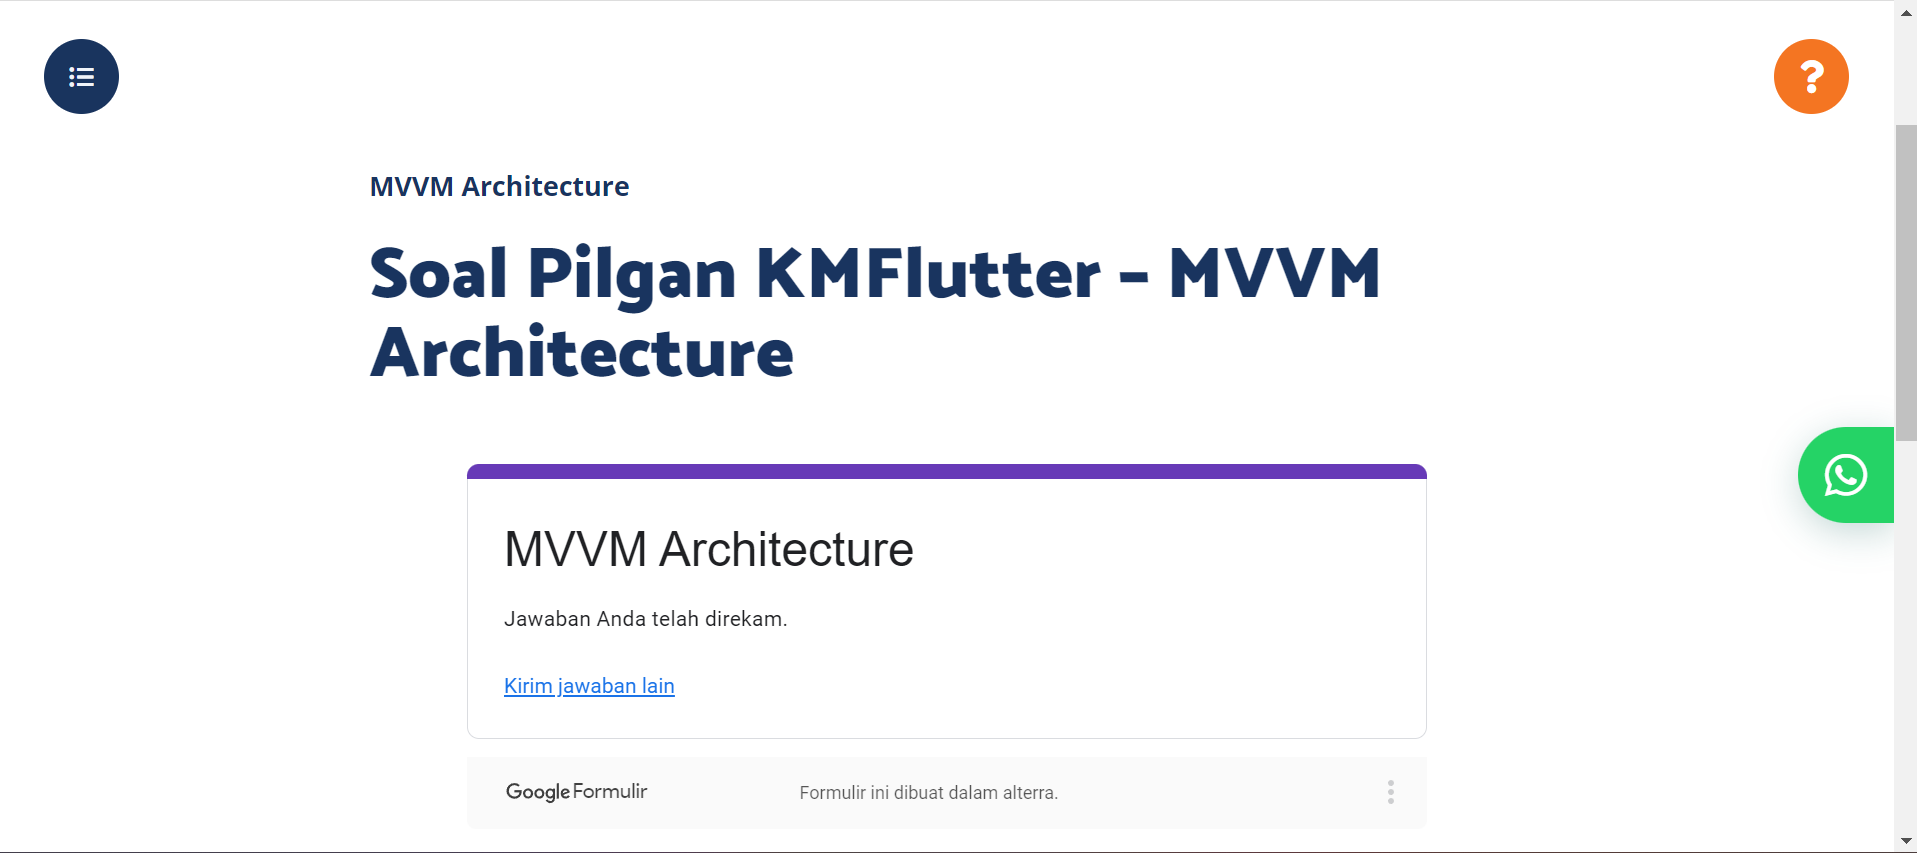 MVVM Architecture
Soal Pilgan KMFlutter – MVVM
Architecture
MVVM Architecture
Jawaban Anda telah direkam.
Kirim jawaban lain
Google Formulir
Formulir ini dibuat dalam alterra.